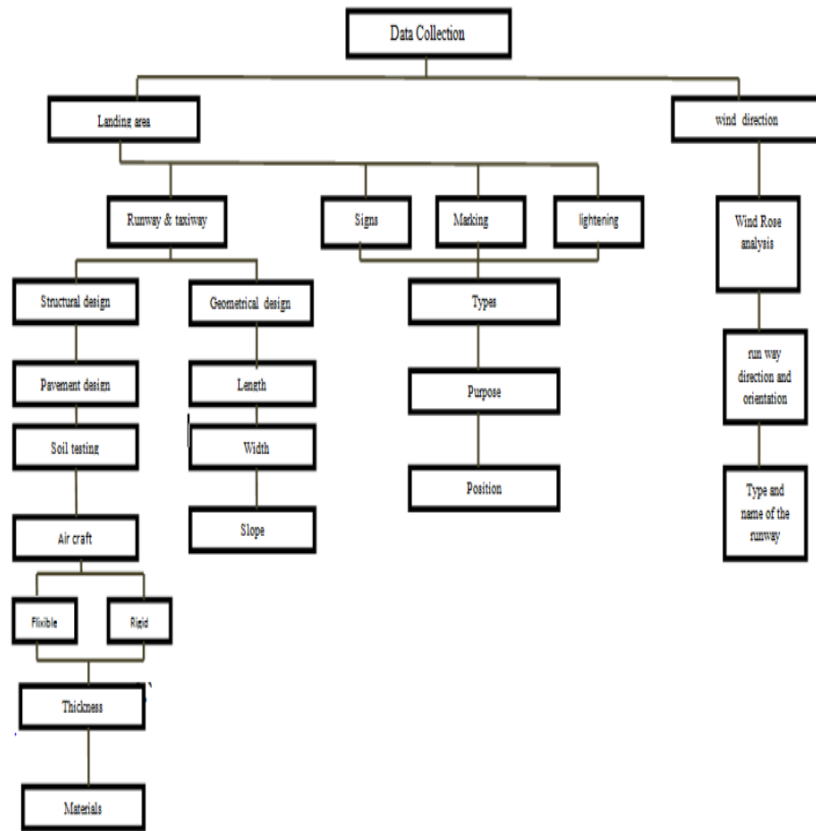 Data Collection
Landing area
wind direction
Runway & taxiway
Signs
Marking
lightening
Wind Rose
analysis
Structural design
Geometrical design
Types
run way
direction and
orientation
Pavement design
Length
Purpose
Soil testing
Width
Position
Type and
name of the
runway
Air craft
Slope
Flixible
Rigid
Thickness
Materials